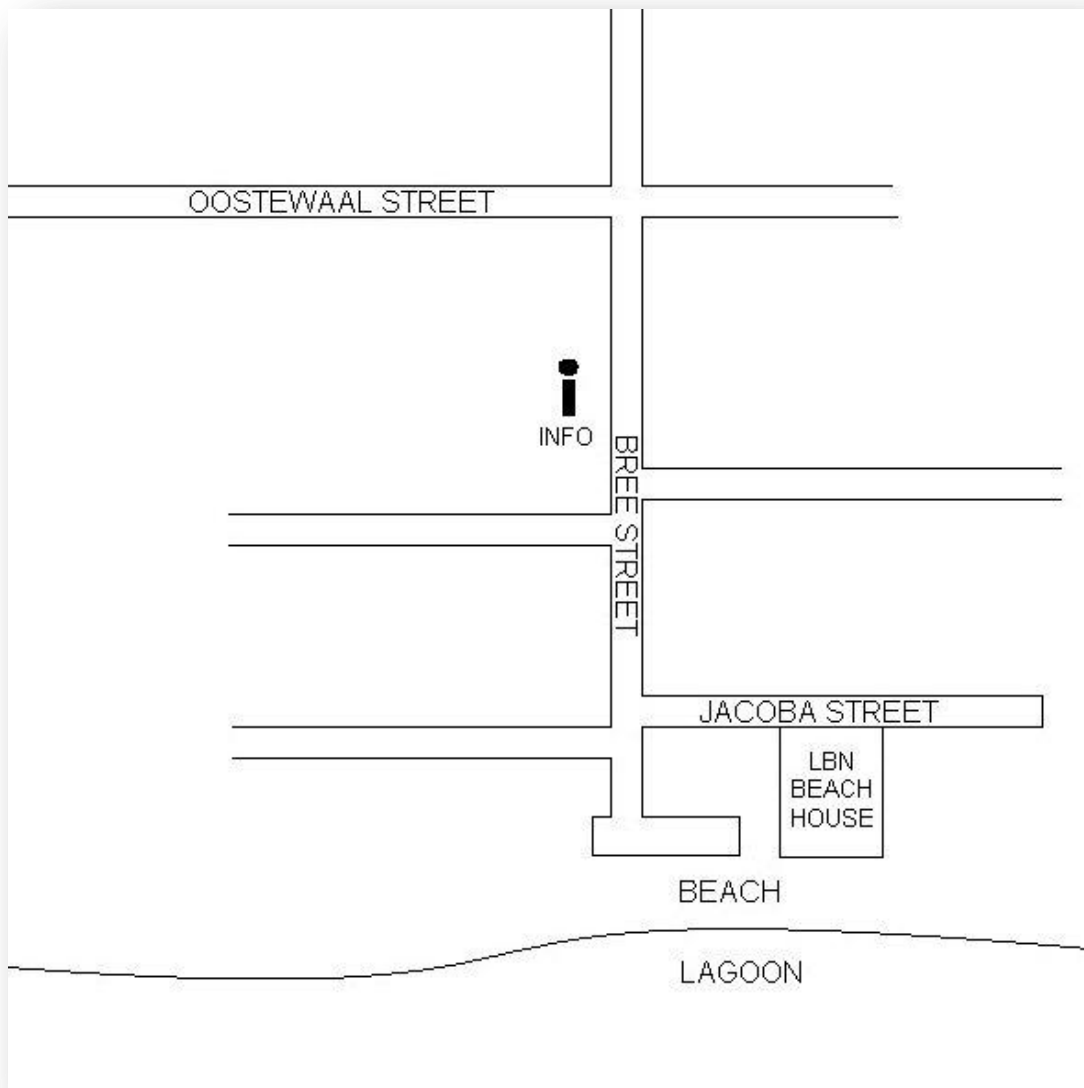 OOSTEWAAL STREET
INFO
BREE STREET
JACOBA STREET
LBN
BEACH
HOUSE
BEACH
LAGOON